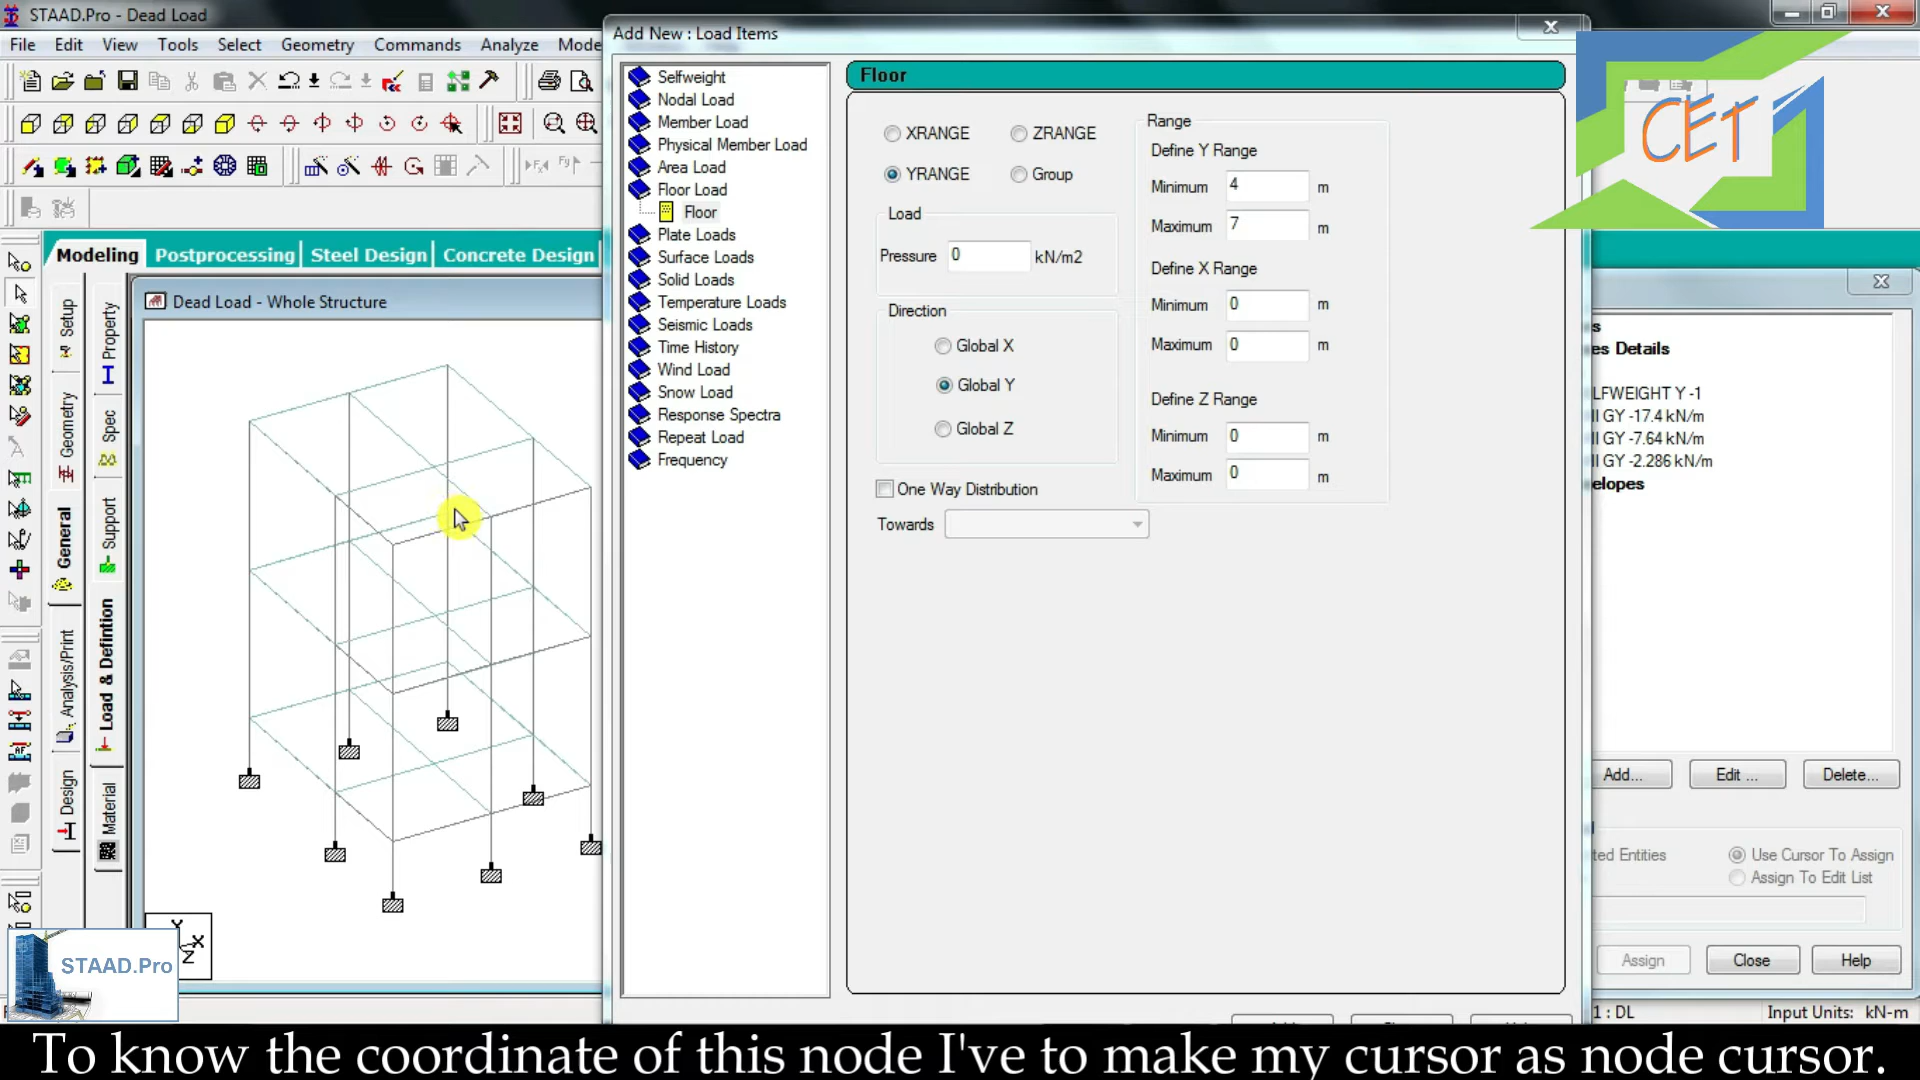 STAAD.Pro - Dead Load
File Edit View Tools Select Geometry Commands Analyze Mode
Add New : Load Items
Selfweight
Nodal Load
Member Load
Physical Member Load
Area Load
Floor Load
Floor
Plate Loads
Surface Loads
Solid Loads
Temperature Loads
Seismic Loads
Time History
Wind Load
Snow Load
Response Spectra
Repeat Load
Frequency
Floor
XRANGE ZRANGE
YRANGE Group
Load
Pressure 0 kN/m2
Direction
Global X
Global Y
Global Z
One Way Distribution
Towards
Range
Define Y Range
Minimum 4 m
Maximum 7 m
Define X Range
Minimum 0 m
Maximum 0 m
Define Z Range
Minimum 0 m
Maximum 0 m
CET
Modeling Postprocessing Steel Design Concrete Design
Dead Load - Whole Structure
Setup
Geometry
General
Analysis/Print
Design
Property
Spec
Support
Load & Definition
Material
X
Z
STAAD.Pro
s
es Details
LFWEIGHT Y -1
II GY -17.4 kN/m
II GY -7.64 kN/m
II GY -2.286 kN/m
elopes
Add... Edit ... Delete...
ted Entities
Use Cursor To Assign
Assign To Edit List
Assign Close Help
1 : DL Input Units: kN-m
To know the coordinate of this node I've to make my cursor as node cursor.